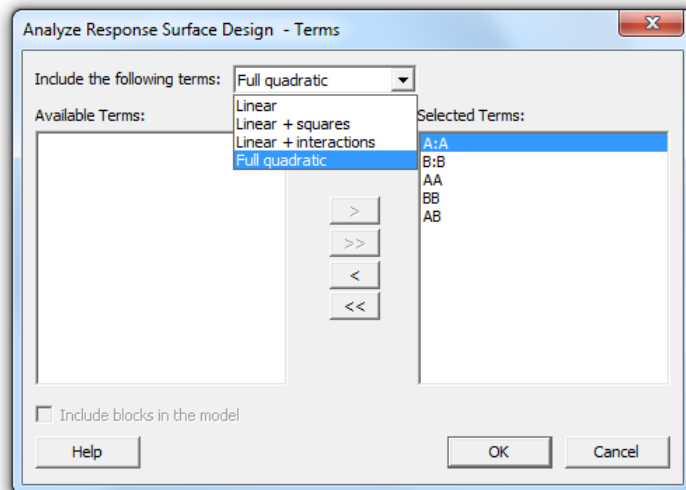 Analyze Response Surface Design - Terms
Include the following terms: Full quadratic
Linear
Linear + squares
Linear + interactions
Full quadratic
Available Terms:
Selected Terms:
A:A
B:B
AA
BB
AB
>
>>
<
<<
Include blocks in the model
Help
OK
Cancel